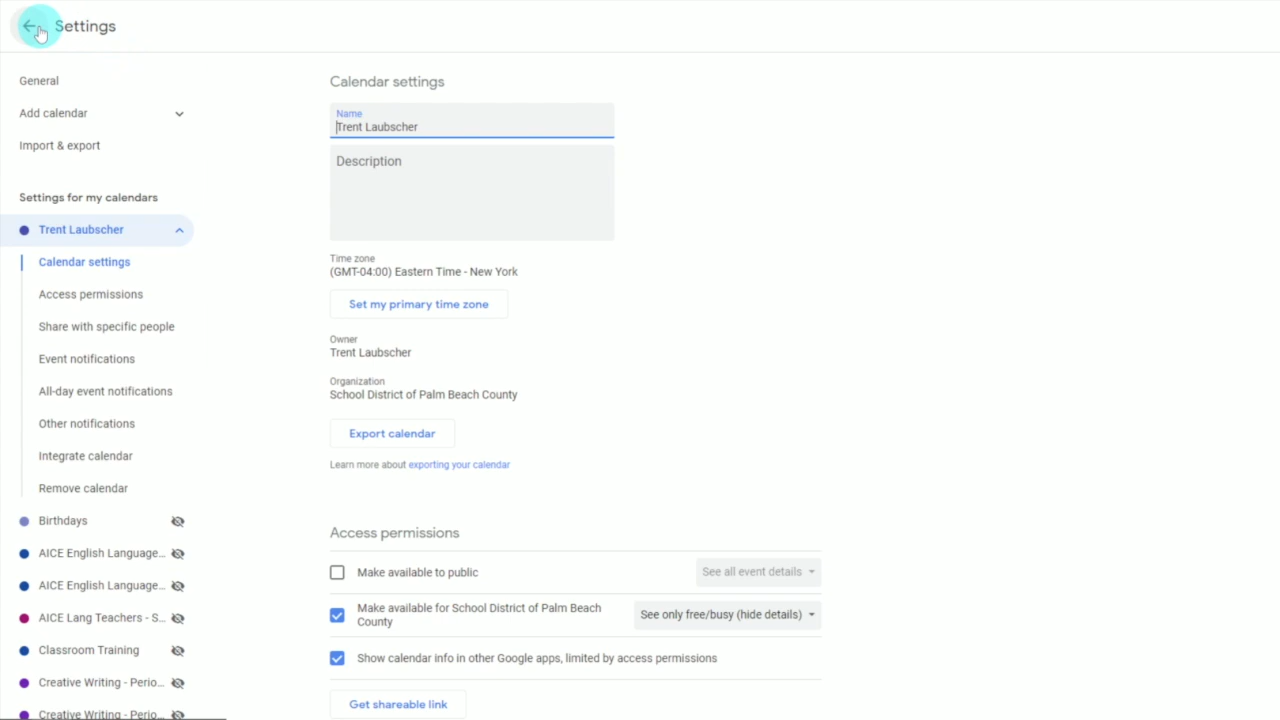 Settings
General
Add calendar
Import & export
Settings for my calendars
Trent Laubscher
Calendar settings
Access permissions
Share with specific people
Event notifications
All-day event notifications
Other notifications
Integrate calendar
Remove calendar
Birthdays
AICE English Language...
AICE English Language...
AICE Lang Teachers - S...
Classroom Training
Creative Writing - Perio...
Creative Writing - Perio...
Calendar settings
Name
Trent Laubscher
Description
Time zone
(GMT-04:00) Eastern Time - New York
Set my primary time zone
Owner
Trent Laubscher
Organization
School District of Palm Beach County
Export calendar
Learn more about exporting your calendar
Access permissions
Make available to public
See all event details
Make available for School District of Palm Beach
County
See only free/busy (hide details)
Show calendar info in other Google apps, limited by access permissions
Get shareable link